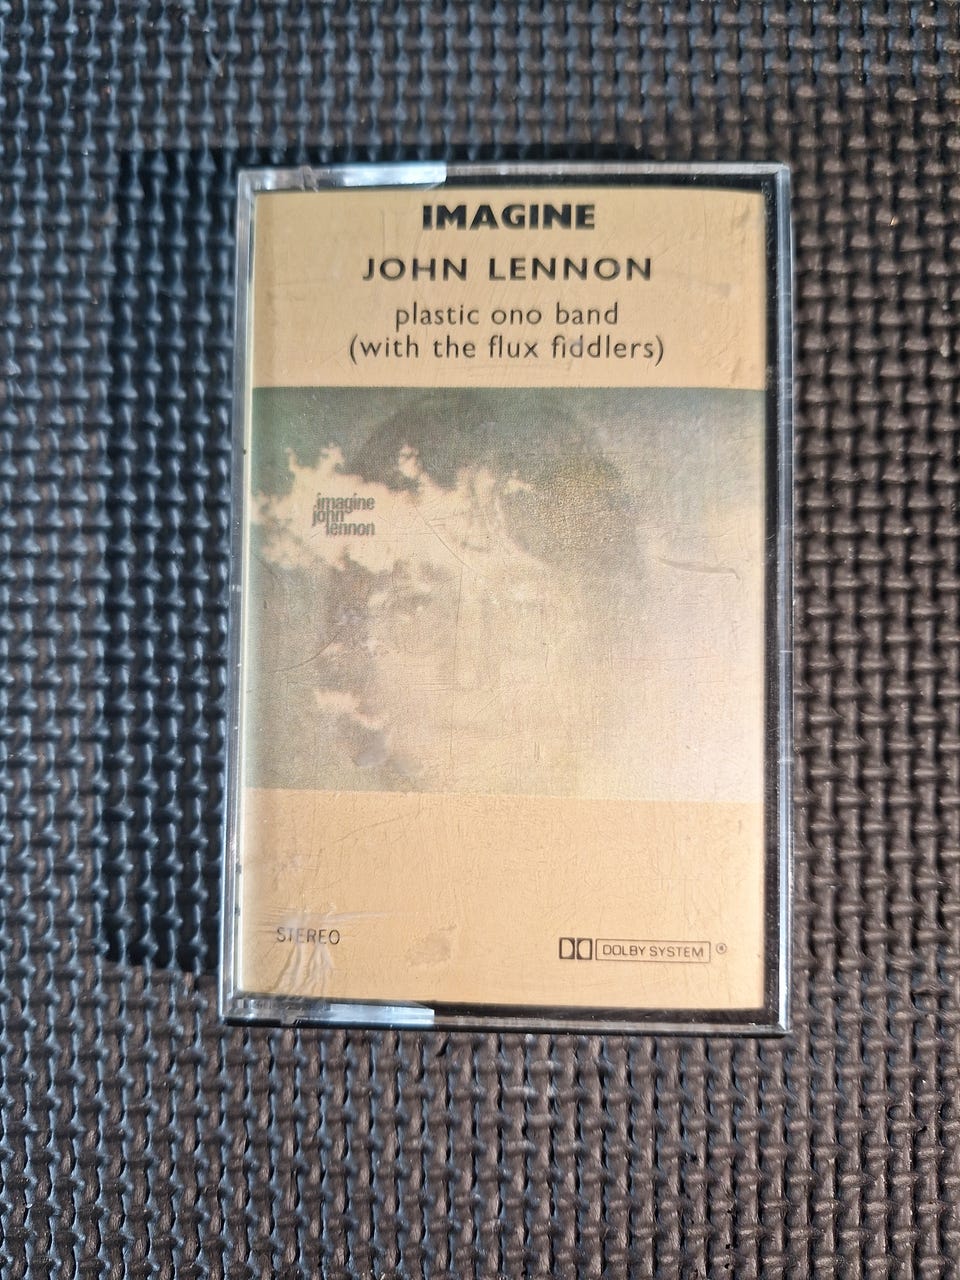 IMAGINE
JOHN LENNON
plastic ono band
(with the flux fiddlers)
imagine
john
lennon
STEREO
DOLBY SYSTEM ®